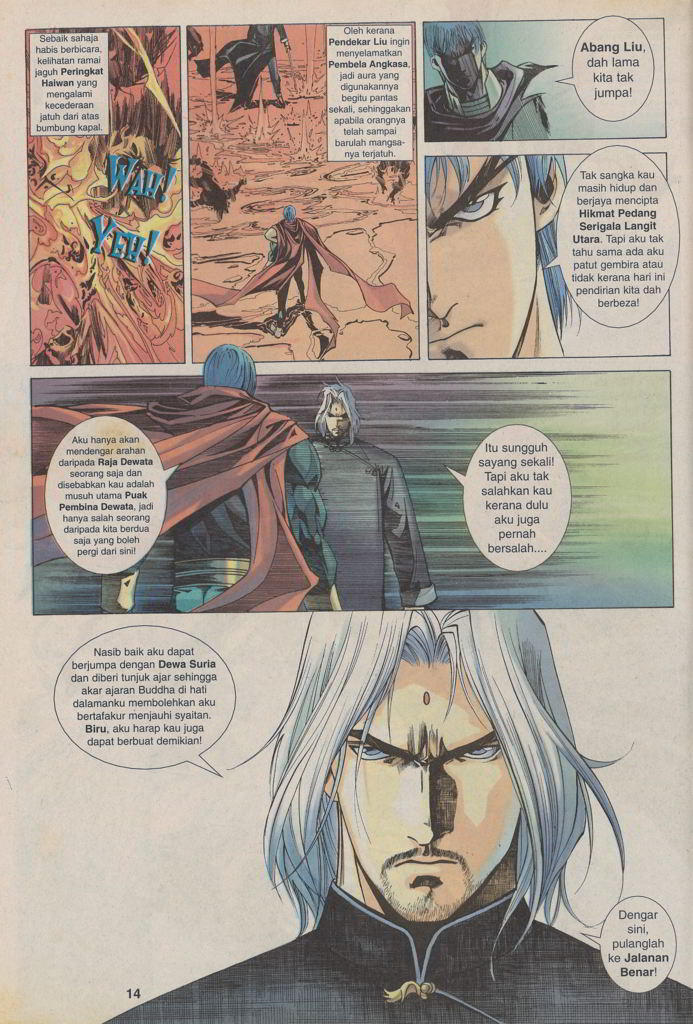 Sebaik sahaja
habis berbicara,
kelihatan ramai
jaguh Peringkat
Haiwan yang
mengalami
kecederaan
jatuh dari atas
bumbung kapal.
WAH!
YEH!
Oleh kerana
Pendekar Liu ingin
menyelamatkan
Pembela Angkasa,
jadi aura yang
digunakannya
begitu pantas
sekali, sehinggakan
apabila orangnya
telah sampai
barulah mangsa-
nya terjatuh.
Abang Liu,
dah lama
kita tak
jumpa!
Tak sangka kau
masih hidup dan
berjaya mencipta
Hikmat Pedang
Serigala Langit
Utara. Tapi aku tak
tahu sama ada aku
patut gembira atau
tidak kerana hari ini
pendirian kita dah
berbeza!
Aku hanya akan
mendengar arahan
daripada Raja Dewata
seorang saja dan
disebabkan kau adalah
musuh utama Puak
Pembina Dewata, jadi
hanya salah seorang
daripada kita berdua
saja yang boleh
pergi dari sini!
Itu sungguh
sayang sekali!
Tapi aku tak
salahkan kau
kerana dulu
aku juga
pernah
bersalah....
Nasib baik aku dapat
berjumpa dengan Dewa Suria
dan diberi tunjuk ajar sehingga
akar ajaran Buddha di hati
dalamanku membolehkan aku
bertafakur menjauhi syaitan.
Biru, aku harap kau juga
dapat berbuat demikian!
Dengar
sini,
pulanglah
ke Jalanan
Benar!
14